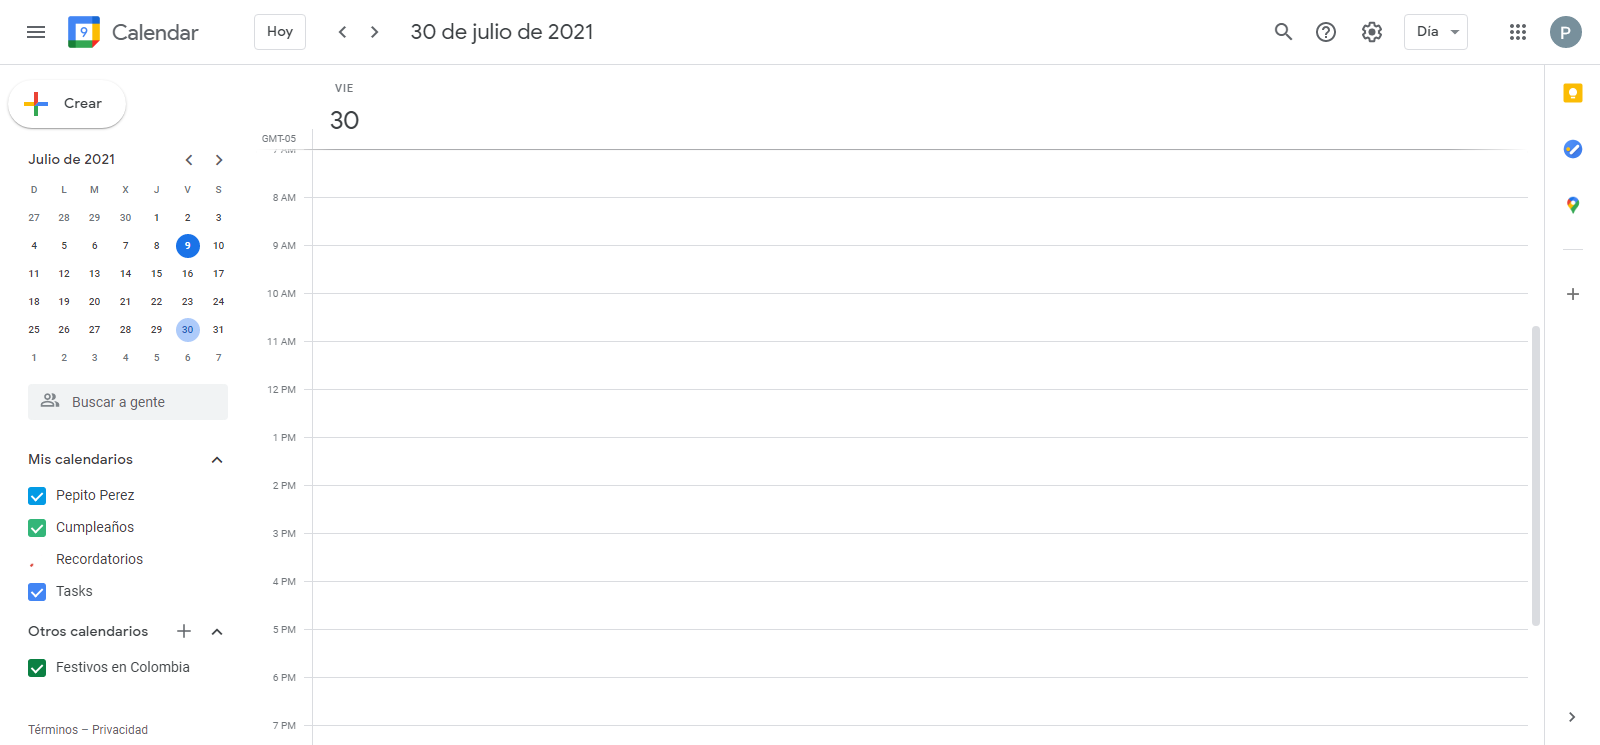 9 Calendar Hoy 30 de julio de 2021 Día P
Crear
Julio de 2021
D L M X J V S
27 28 29 30 1 2 3
4 5 6 7 8 9 10
11 12 13 14 15 16 17
18 19 20 21 22 23 24
25 26 27 28 29 30 31
1 2 3 4 5 6 7
Buscar a gente
Mis calendarios
Pepito Perez
Cumpleaños
Recordatorios
Tasks
Otros calendarios
Festivos en Colombia
Términos – Privacidad
VIE
30
GMT-05
7 AM
8 AM
9 AM
10 AM
11 AM
12 PM
1 PM
2 PM
3 PM
4 PM
5 PM
6 PM
7 PM